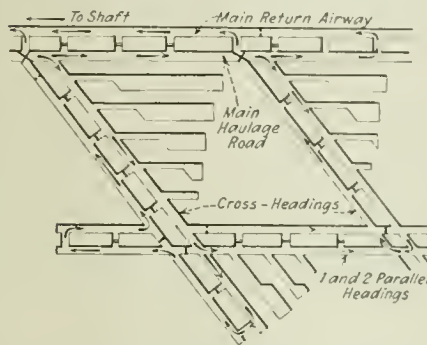 To Shaft
Main Return Airway
Main
Haulage
Road
Cross-Headings
1 and 2 Parallel
Headings